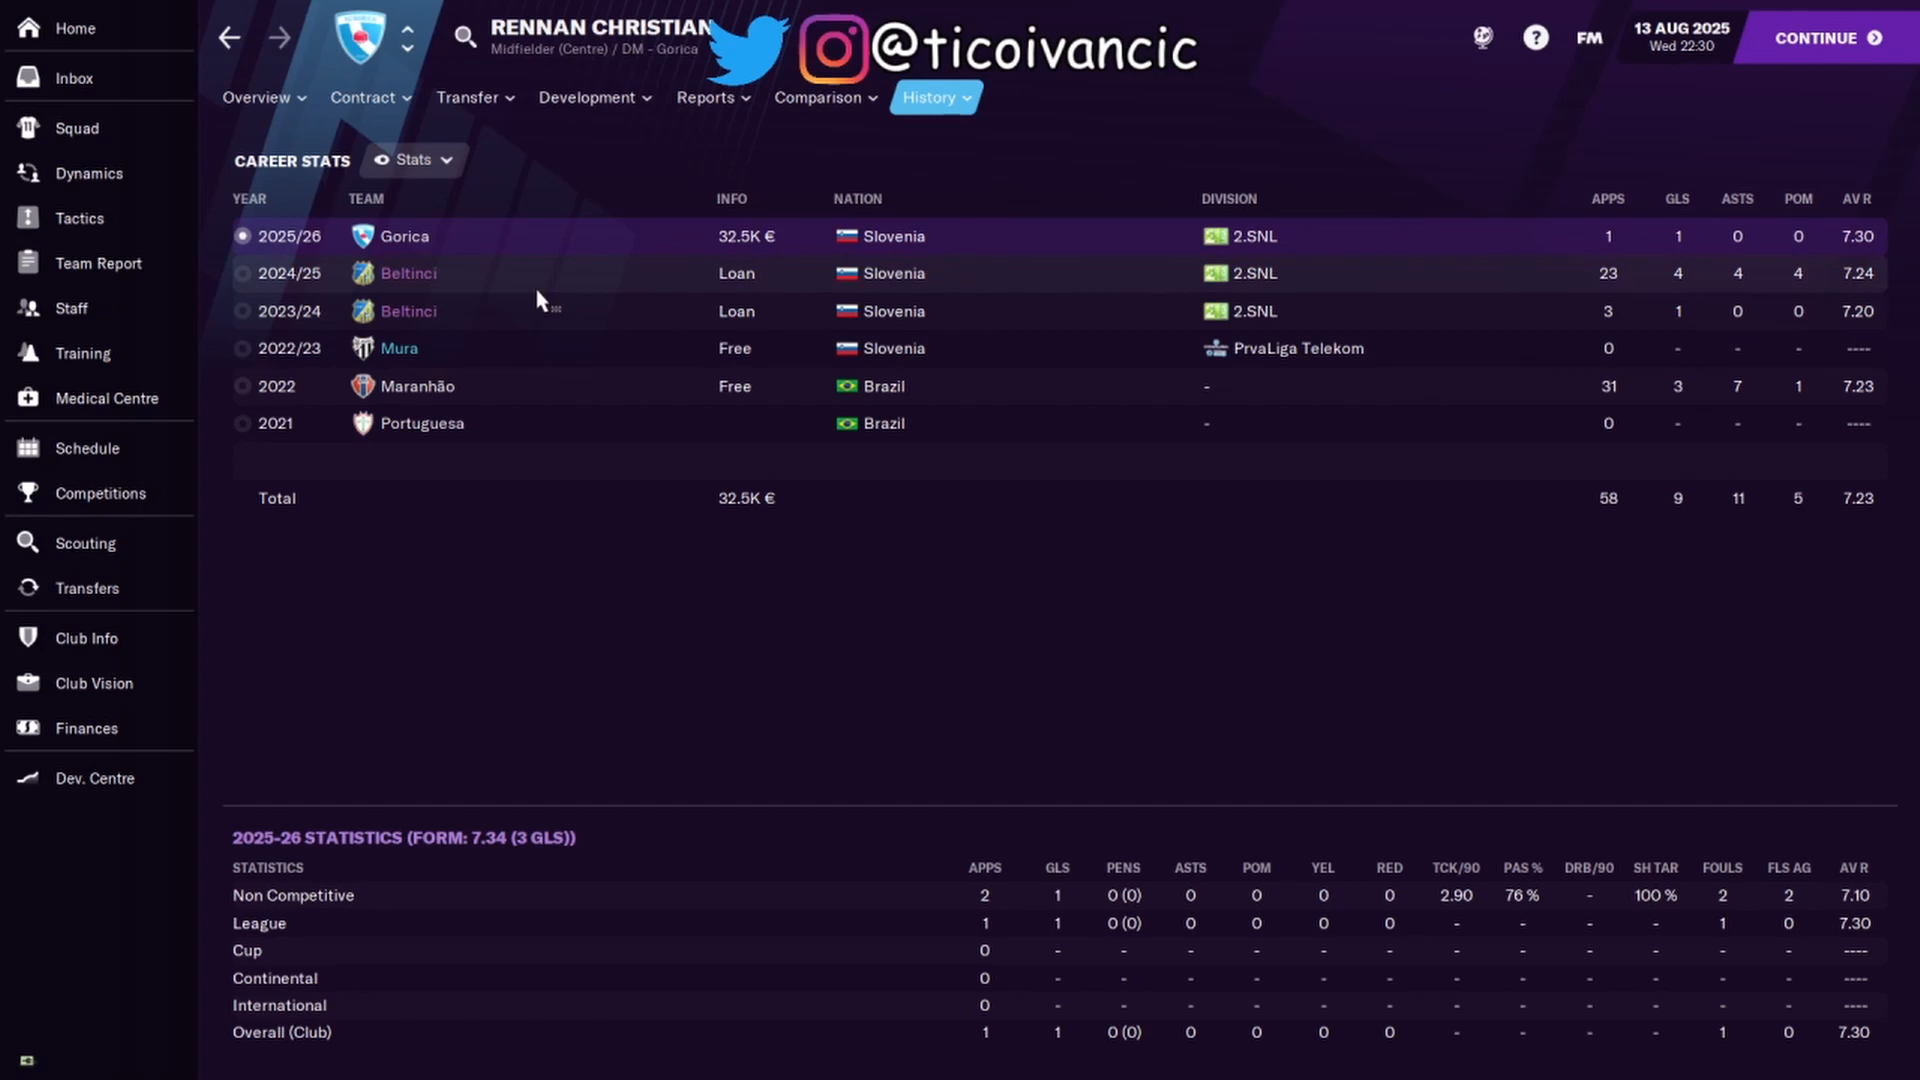 Home
Inbox
Squad
Dynamics
Tactics
Team Report
Staff
Training
Medical Centre
Schedule
Competitions
Scouting
Transfers
Club Info
Club Vision
Finances
Dev. Centre
RENNAN CHRISTIAN
Midfielder (Centre) / DM - Gorica
@ticoivancic
? FM 13 AUG 2025 CONTINUE
Wed 22:30
Overview Contract Transfer Development Reports Comparison History
CAREER STATS Stats
YEAR TEAM INFO NATION DIVISION APPS GLS ASTS POM AV R
2025/26 Gorica 32.5K € Slovenia 2.SNL 1 1 0 0 7.30
2024/25 Beltinci Loan Slovenia 2.SNL 23 4 4 4 7.24
2023/24 Beltinci Loan Slovenia 2.SNL 3 1 0 0 7.20
2022/23 Mura Free Slovenia PrvaLiga Telekom 0 - - - ----
2022 Maranhão Free Brazil - 31 3 7 1 7.23
2021 Portuguesa Brazil - 0 - - - ----
Total 32.5K € 58 9 11 5 7.23
2025-26 STATISTICS (FORM: 7.34 (3 GLS))
STATISTICS APPS GLS PENS ASTS POM YEL RED TCK/90 PAS % DRB/90 SH TAR FOULS FLS AG AV R
Non Competitive 2 1 0 (0) 0 0 0 0 2.90 76 % - 100 % 2 2 7.10
League 1 1 0 (0) 0 0 0 0 - - - - 1 0 7.30
Cup 0 - - - - - - - - - - - - ----
Continental 0 - - - - - - - - - - - - ----
International 0 - - - - - - - - - - - - ----
Overall (Club) 1 1 0 (0) 0 0 0 0 - - - - 1 0 7.30